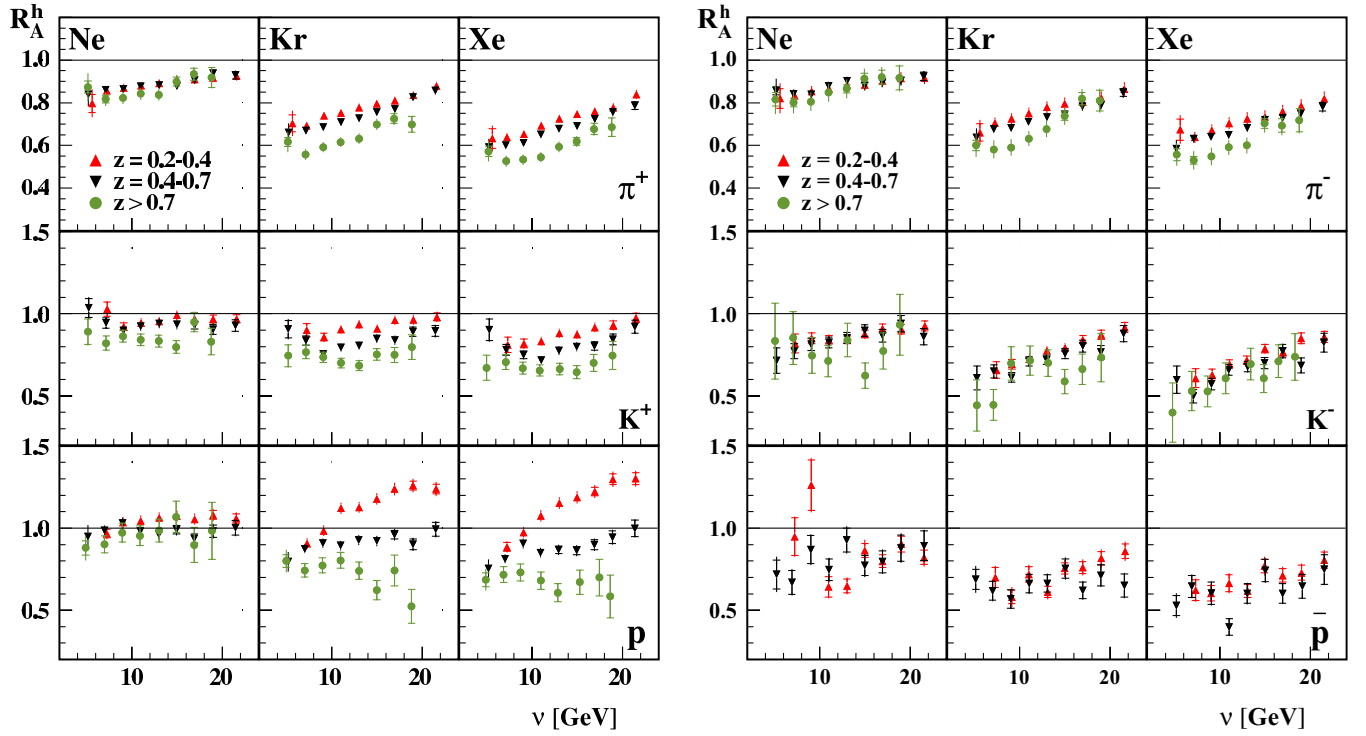 R_A^h Ne Kr Xe
1.0
0.8
0.6
0.4
z = 0.2-0.4
z = 0.4-0.7
z > 0.7
π⁺
1.5
1.0
0.5
K⁺
1.5
1.0
0.5
p
10 20 10 20 10 20
ν [GeV]
R_A^h Ne Kr Xe
1.0
0.8
0.6
0.4
z = 0.2-0.4
z = 0.4-0.7
z > 0.7
π⁻
1.5
1.0
0.5
K⁻
1.5
1.0
0.5
p̅
10 20 10 20 10 20
ν [GeV]